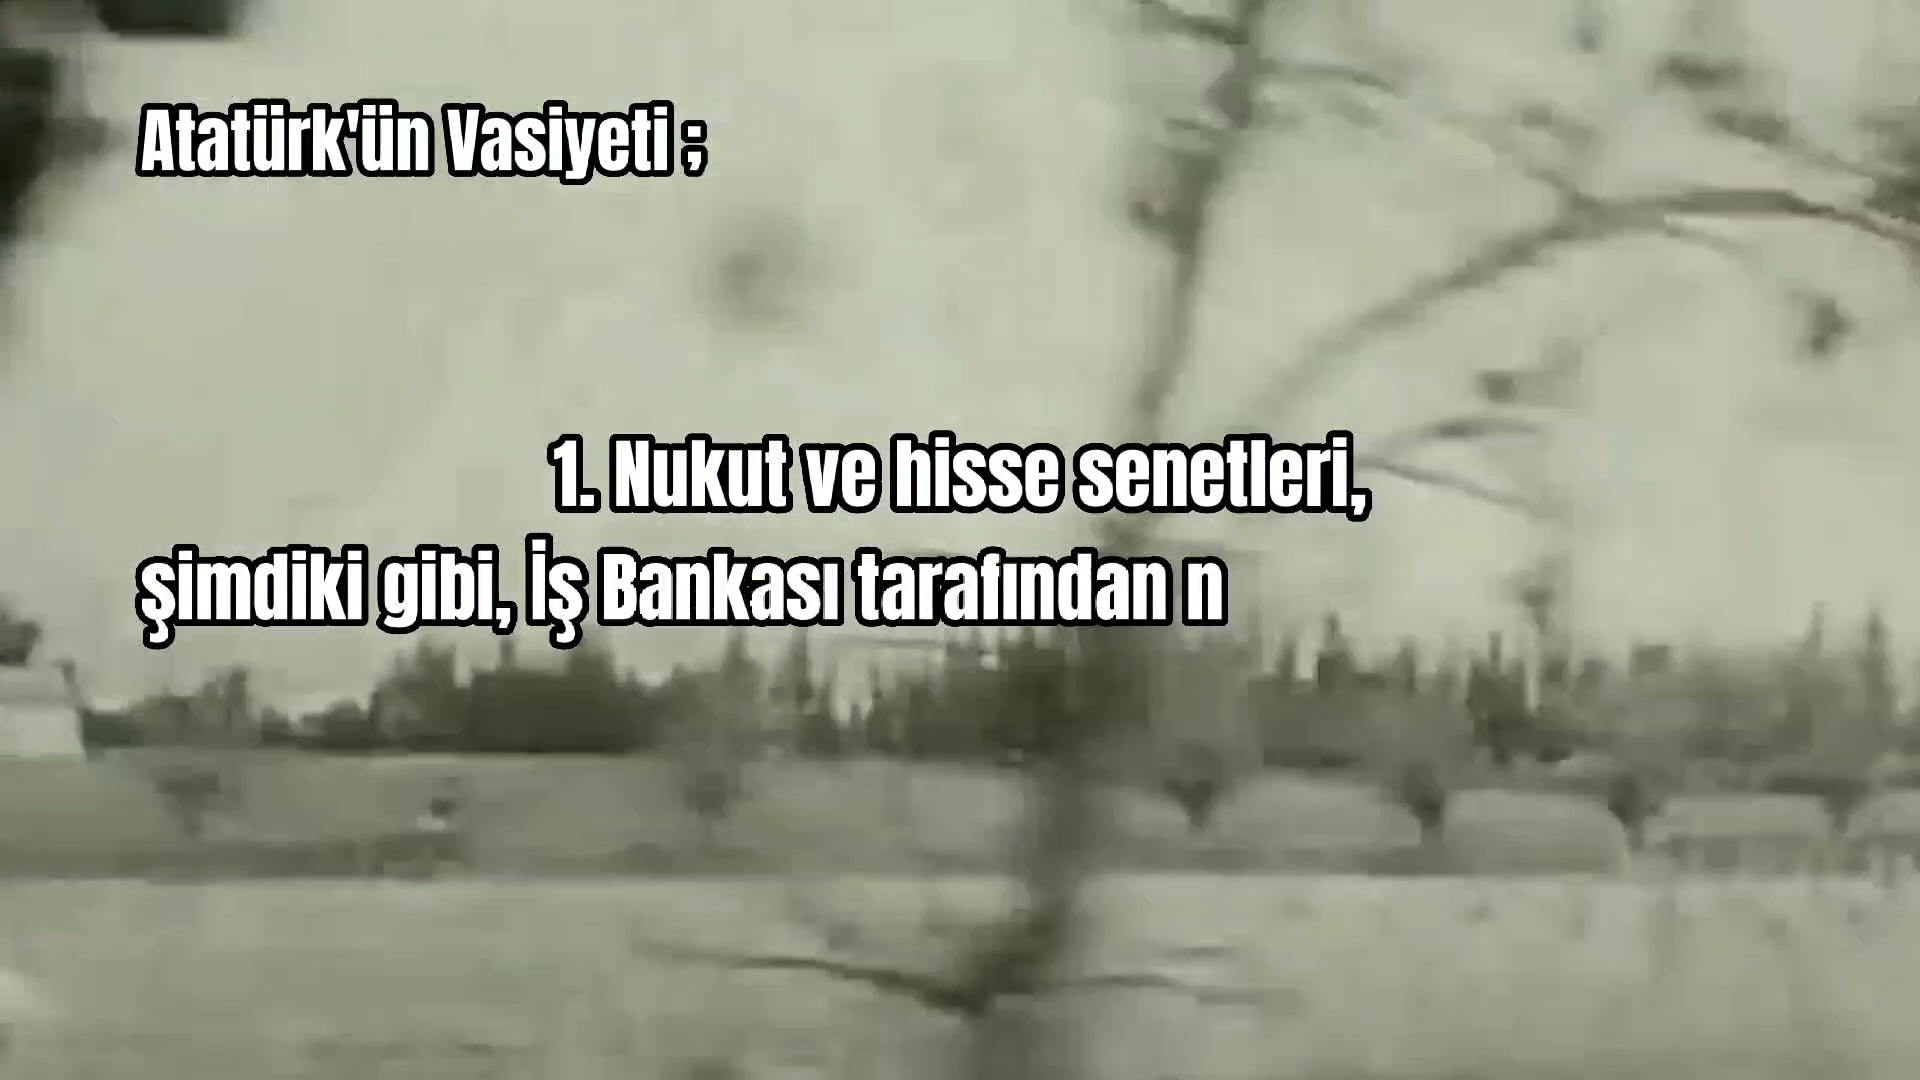 Atatürk'ün Vasiyeti ;
1. Nukut ve hisse senetleri,
şimdiki gibi, İş Bankası tarafından n